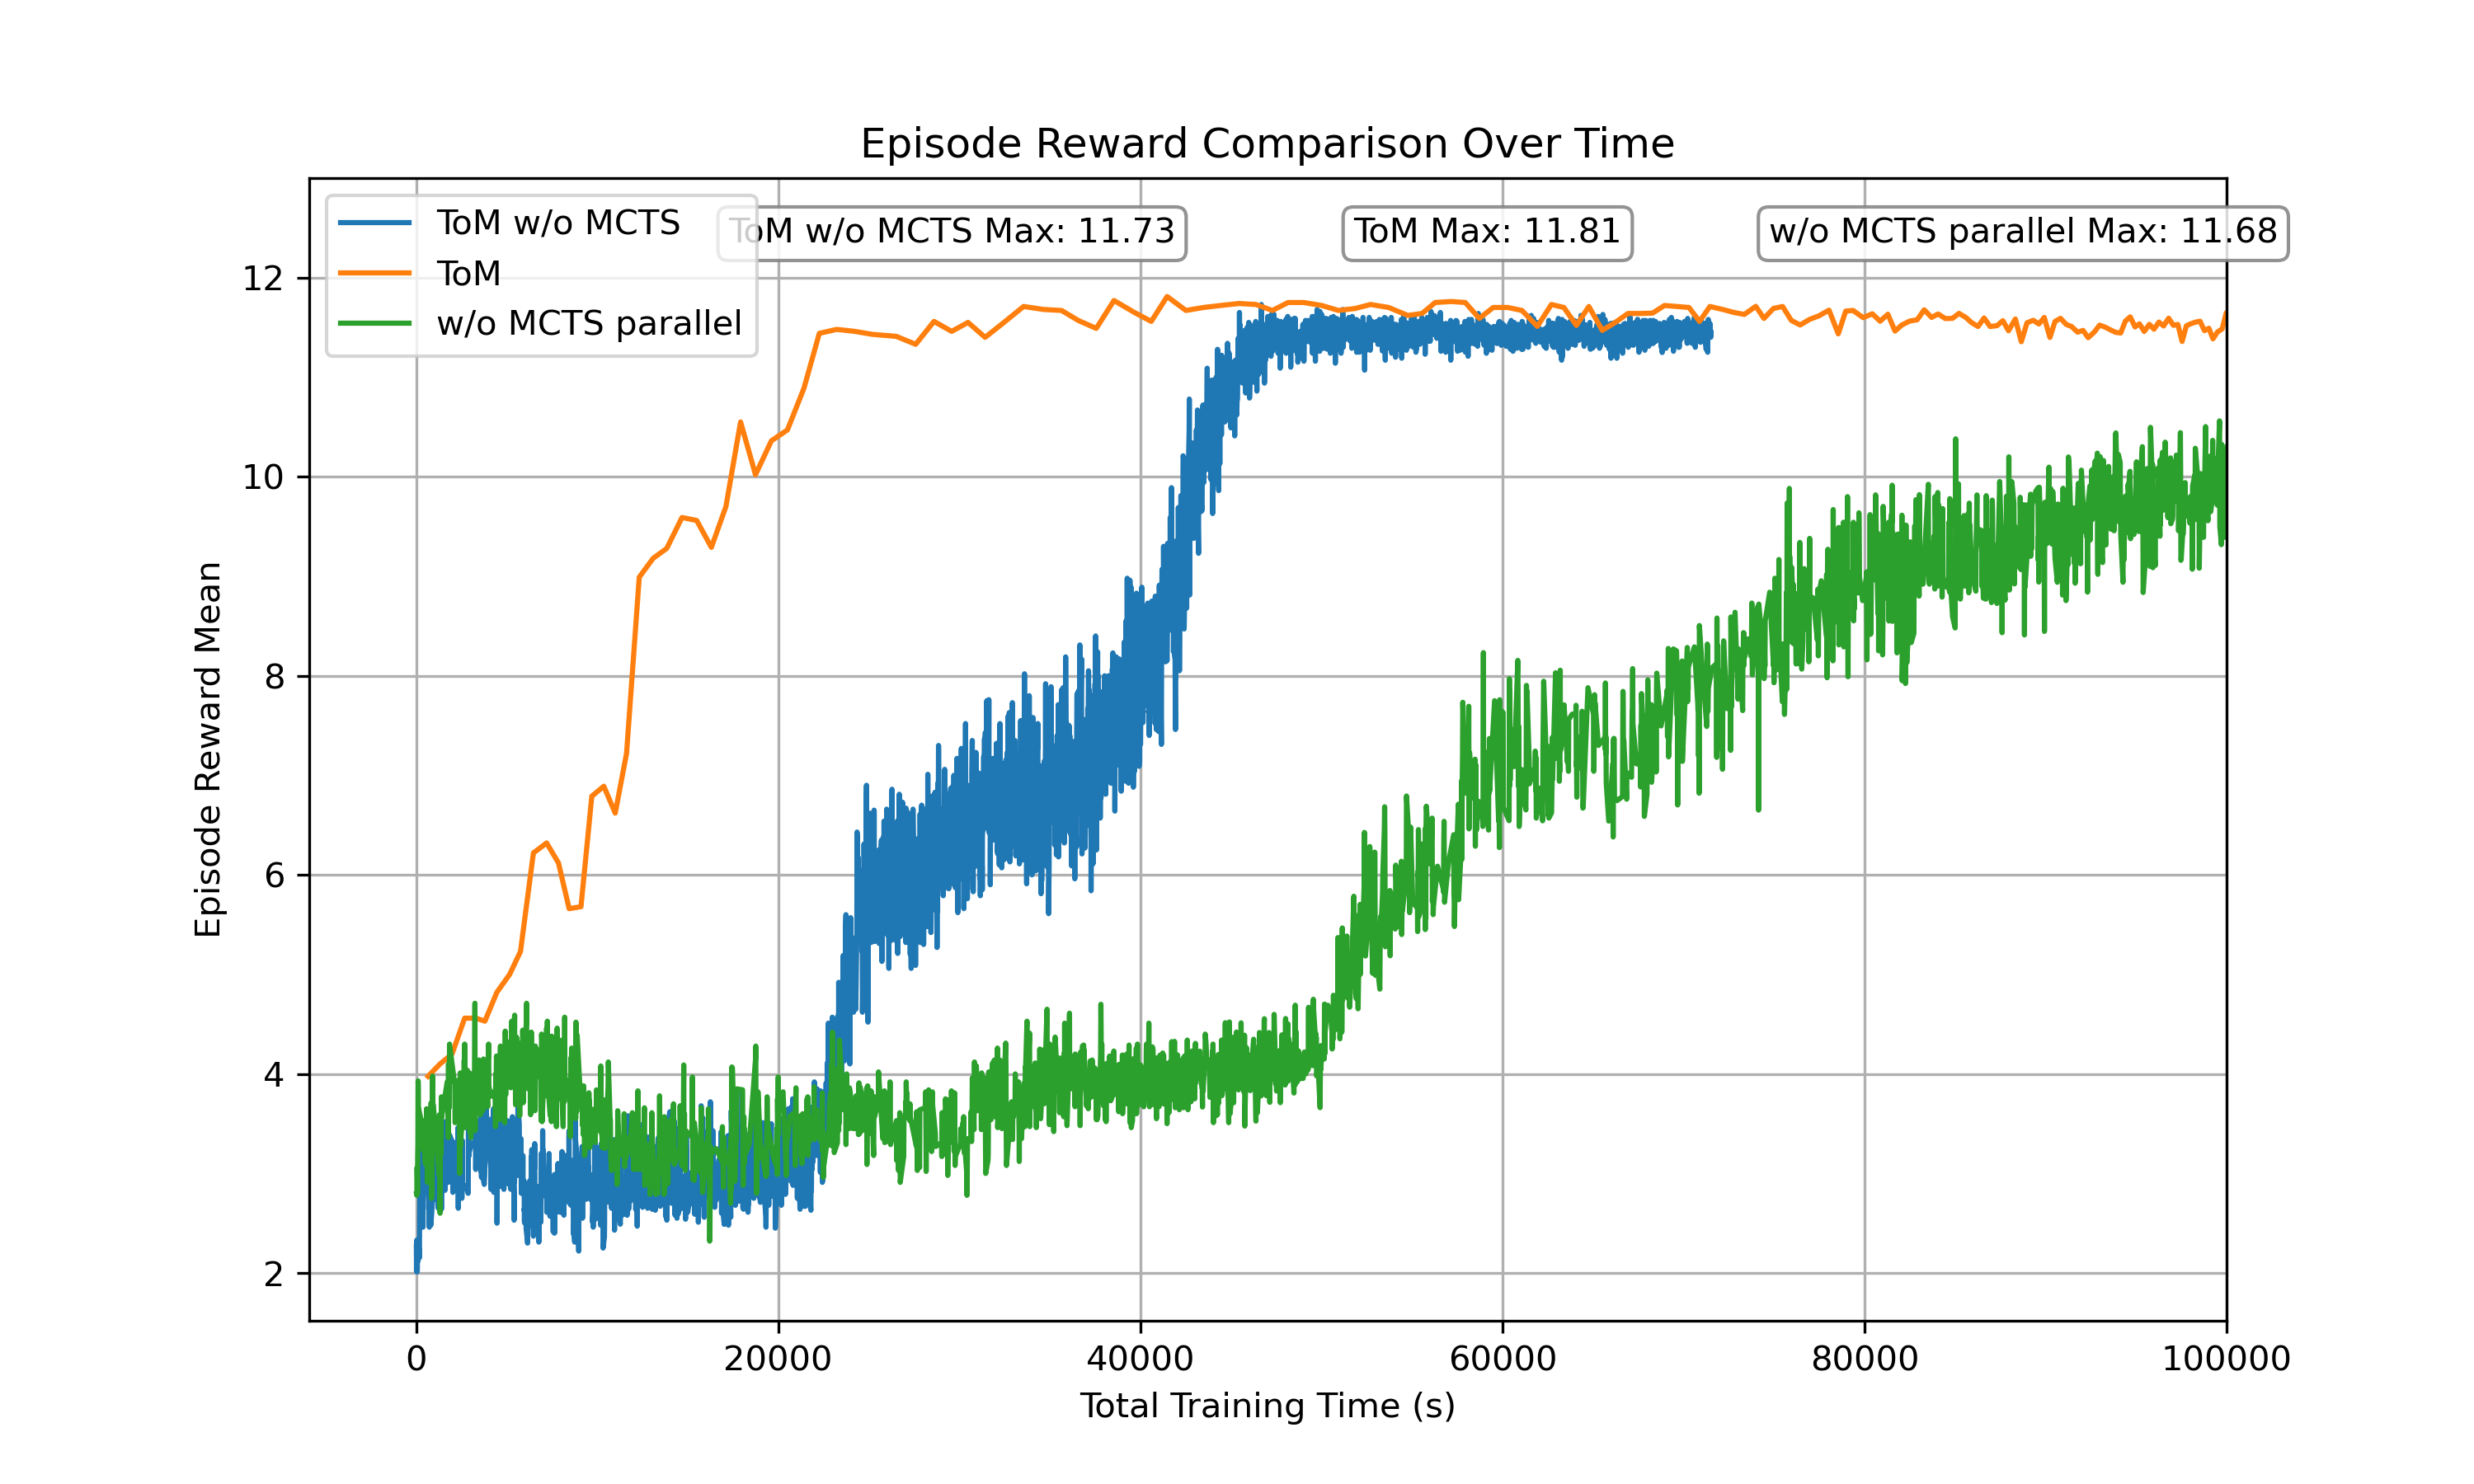 Episode Reward Comparison Over Time
ToM w/o MCTS
ToM
w/o MCTS parallel
ToM w/o MCTS Max: 11.73
ToM Max: 11.81
w/o MCTS parallel Max: 11.68
12
10
8
6
4
2
Episode Reward Mean
0
20000
40000
60000
80000
100000
Total Training Time (s)